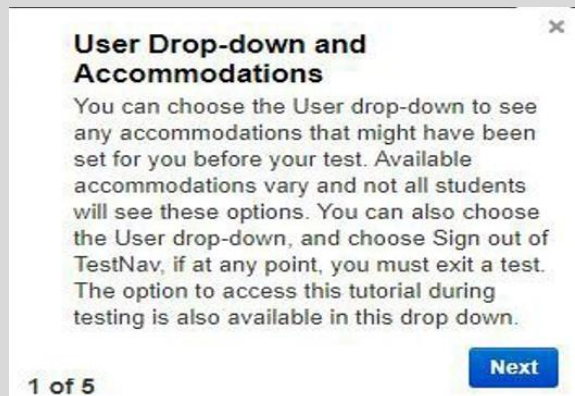 User Drop-down and
Accommodations
You can choose the User drop-down to see
any accommodations that might have been
set for you before your test. Available
accommodations vary and not all students
will see these options. You can also choose
the User drop-down, and choose Sign out of
TestNav, if at any point, you must exit a test.
The option to access this tutorial during
testing is also available in this drop down.
Next
1 of 5